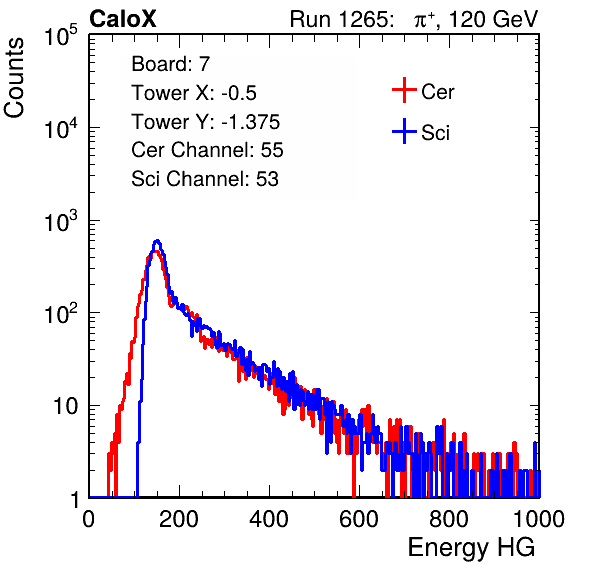 CaloX Run 1265: π⁺, 120 GeV
Counts
10⁵
10⁴
10³
10²
10
1
Board: 7
Tower X: -0.5
Tower Y: -1.375
Cer Channel: 55
Sci Channel: 53
Cer
Sci
0 200 400 600 800 1000
Energy HG